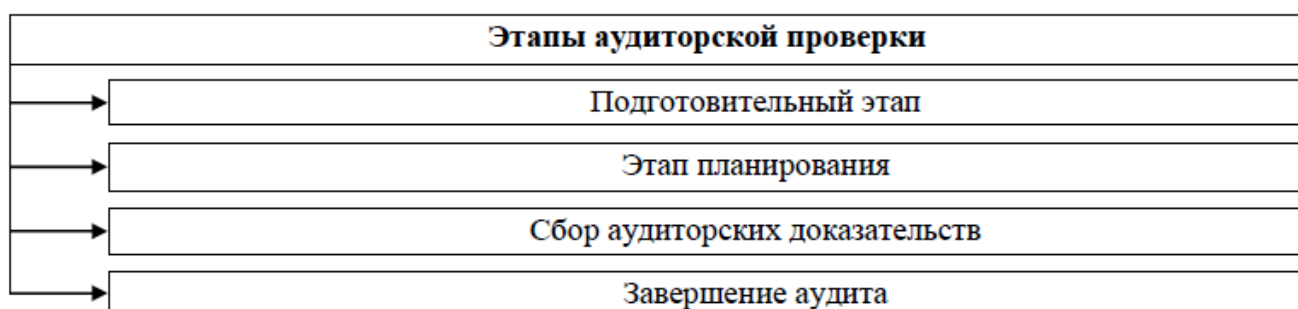 Этапы аудиторской проверки
Подготовительный этап
Этап планирования
Сбор аудиторских доказательств
Завершение аудита